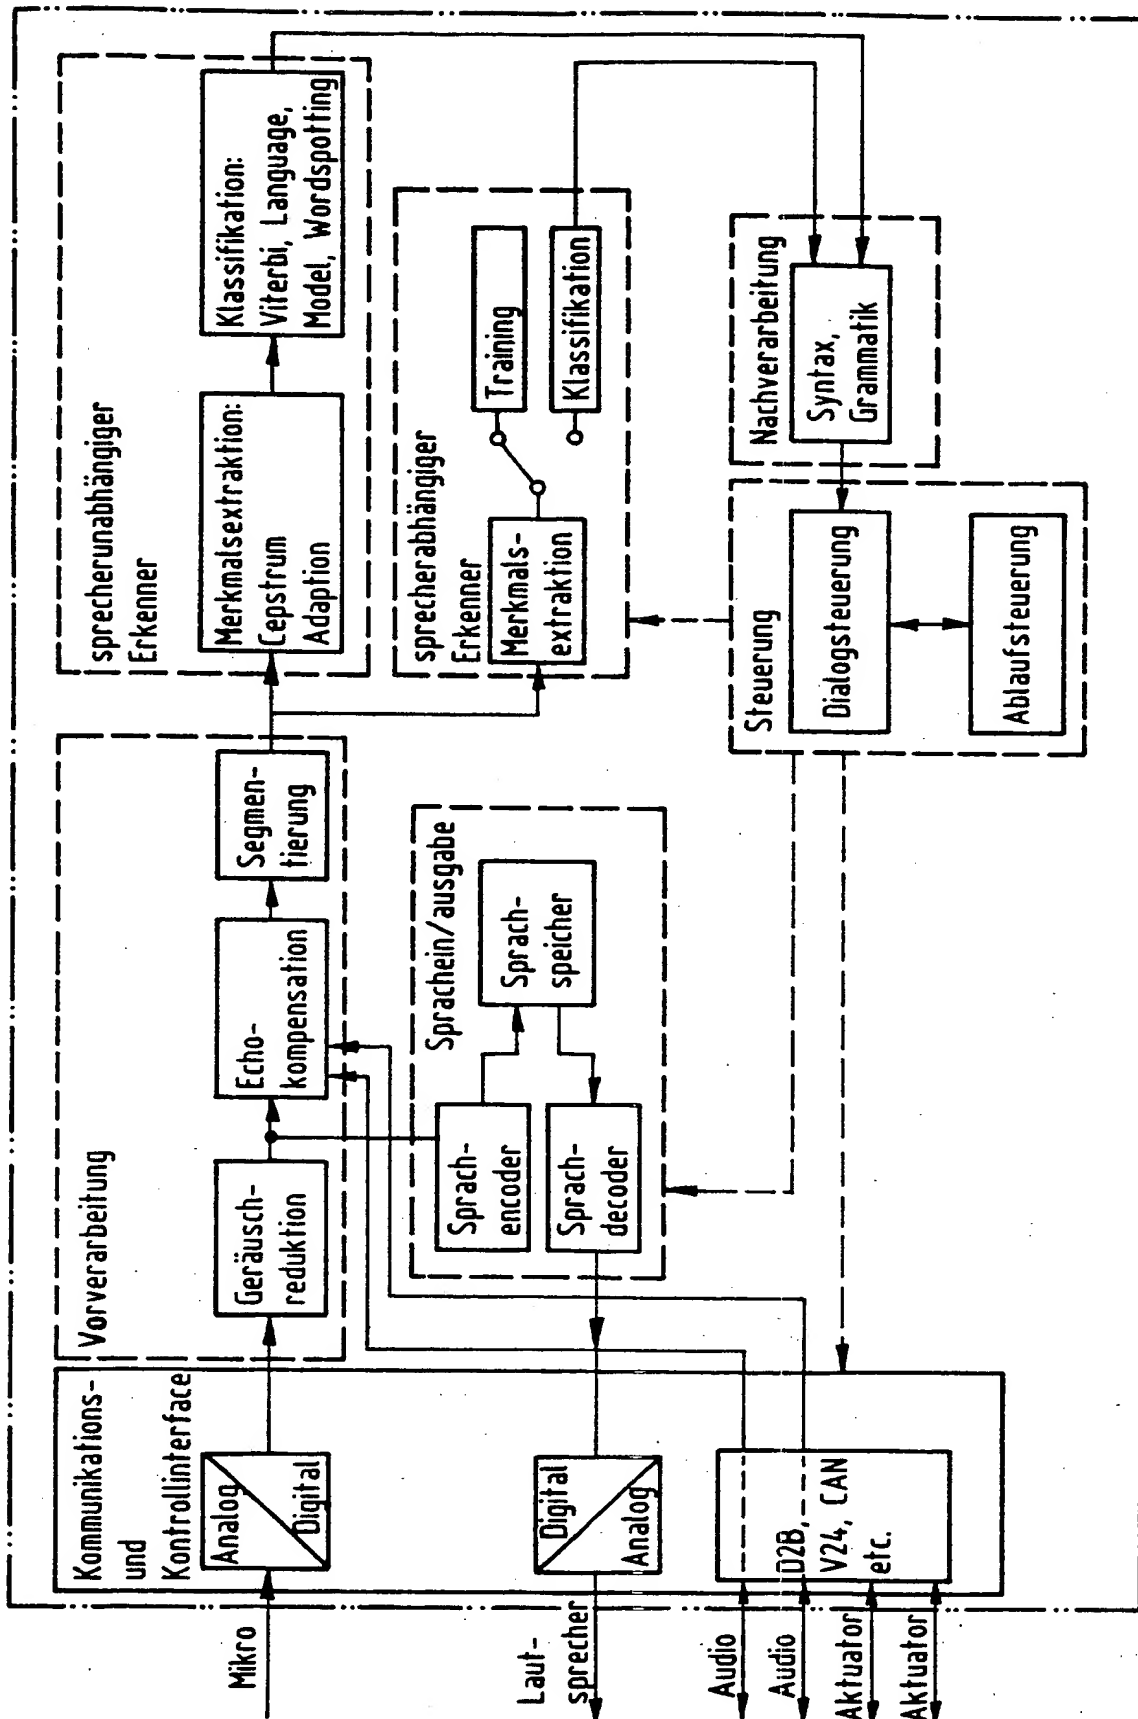 Mikro
Laut-
sprecher
Audio
Audio
Aktuator
Aktuator
Kommunikations-
und
Kontrollinterface
Analog
Digital
Digital
Analog
D2B,
V24, CAN
etc.
Vorverarbeitung
Geräusch-
reduktion
Echo-
kompensation
Segmen-
tierung
Sprachein/ausgabe
Sprach-
encoder
Sprach-
decoder
Sprach-
speicher
sprecherunabhängiger
Erkenner
Merkmalsextraktion:
Cepstrum
Adaption
Klassifikation:
Viterbi, Language,
Model, Wordspotting
sprecherabhängiger
Erkenner
Merkmals-
extraktion
Training
Klassifikation
Steuerung
Dialogsteuerung
Ablaufsteuerung
Nachverarbeitung
Syntax,
Grammatik